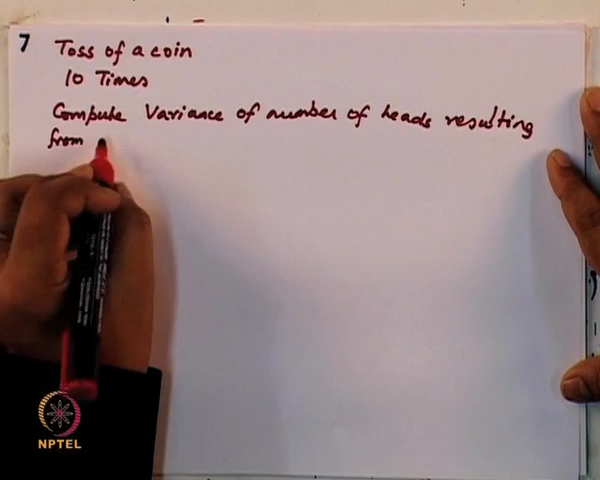 7 Toss of a coin
10 Times
Compute Variance of number of heads resulting
from
NPTEL